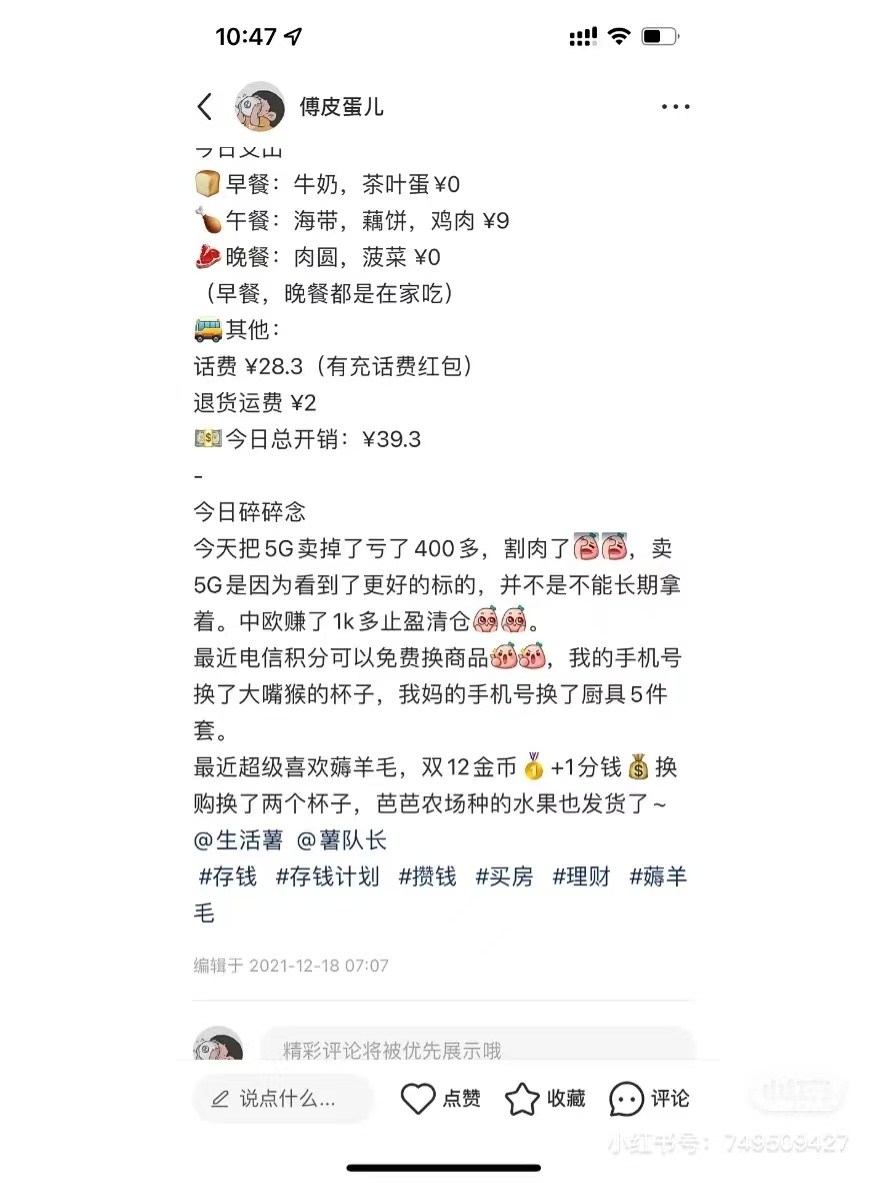 10:47
傅皮蛋儿
今日支出
早餐：牛奶，茶叶蛋¥0
午餐：海带，藕饼，鸡肉 ¥9
晚餐：肉圆，菠菜 ¥0
（早餐，晚餐都是在家吃）
其他：
话费 ¥28.3（有充话费红包）
退货运费 ¥2
今日总开销：¥39.3
-
今日碎碎念
今天把5G卖掉了亏了400多，割肉了，卖
5G是因为看到了更好的标的，并不是不能长期拿
着。中欧赚了1k多止盈清仓。
最近电信积分可以免费换商品，我的手机号
换了大嘴猴的杯子，我妈的手机号换了厨具5件
套。
最近超级喜欢薅羊毛，双12金币+1分钱换
购换了两个杯子，芭芭农场种的水果也发货了~
@生活薯 @薯队长
#存钱 #存钱计划 #攒钱 #买房 #理财 #薅羊
毛
编辑于 2021-12-18 07:07
精彩评论将被优先展示哦
说点什么... 点赞 收藏 评论
小红书
小红书号：749509427